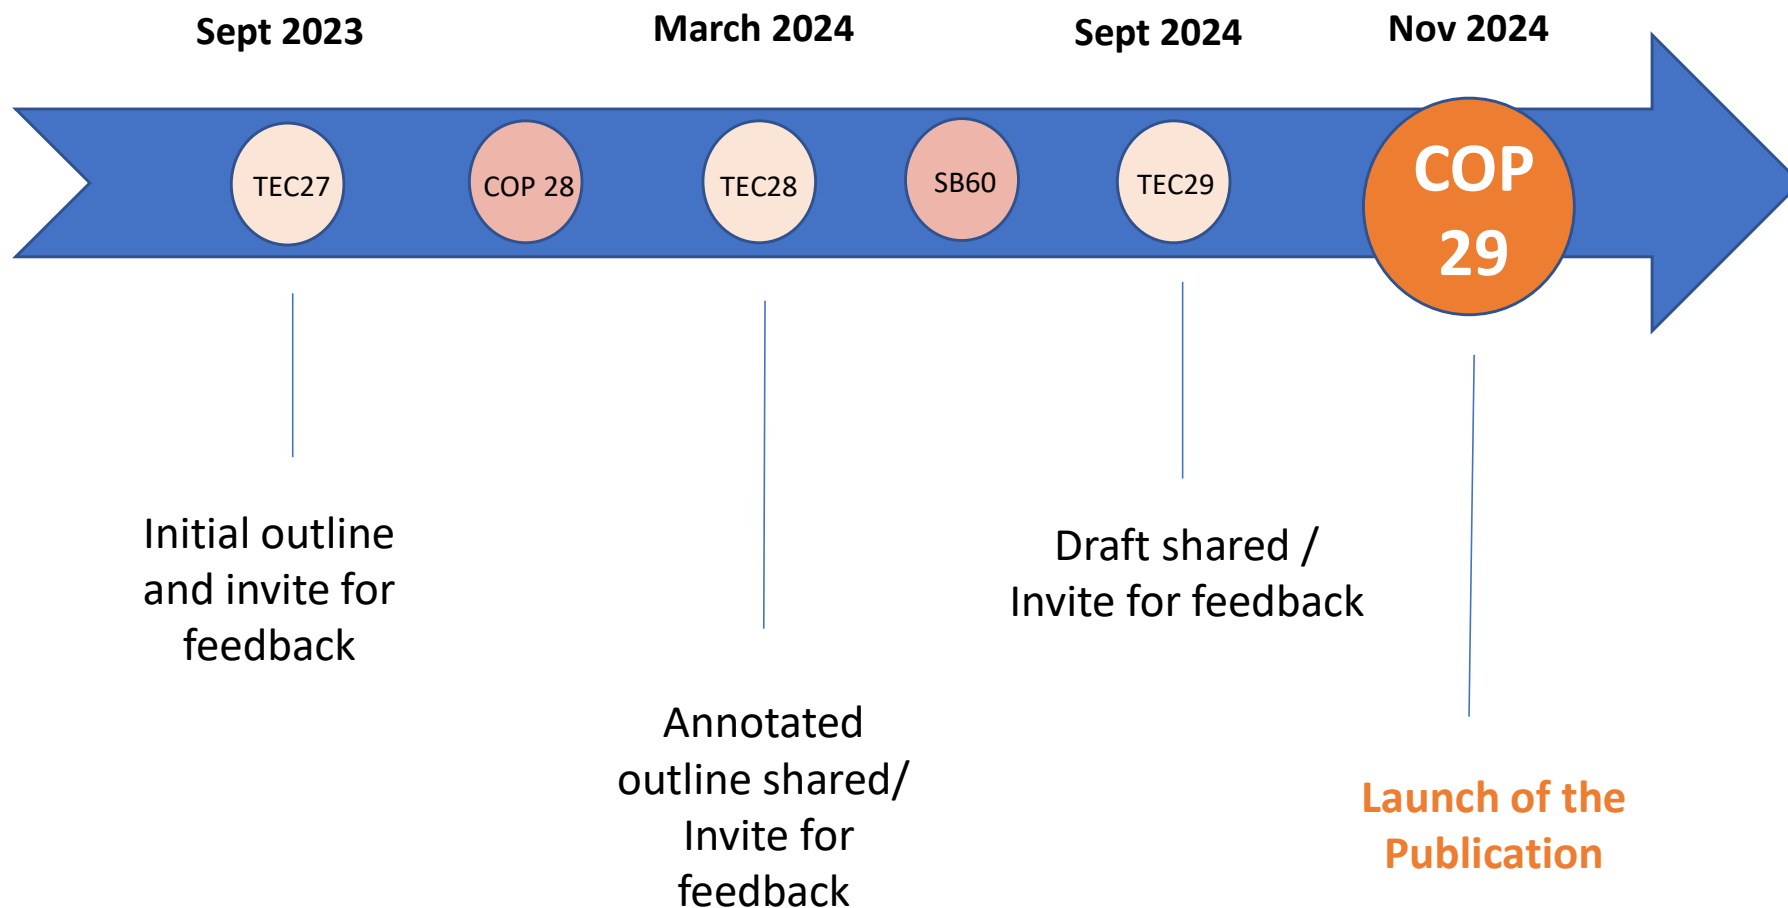 Sept 2023
March 2024
Sept 2024
Nov 2024
TEC27
COP 28
TEC28
SB60
TEC29
COP
29
Initial outline
and invite for
feedback
Annotated
outline shared/
Invite for
feedback
Draft shared /
Invite for feedback
Launch of the
Publication